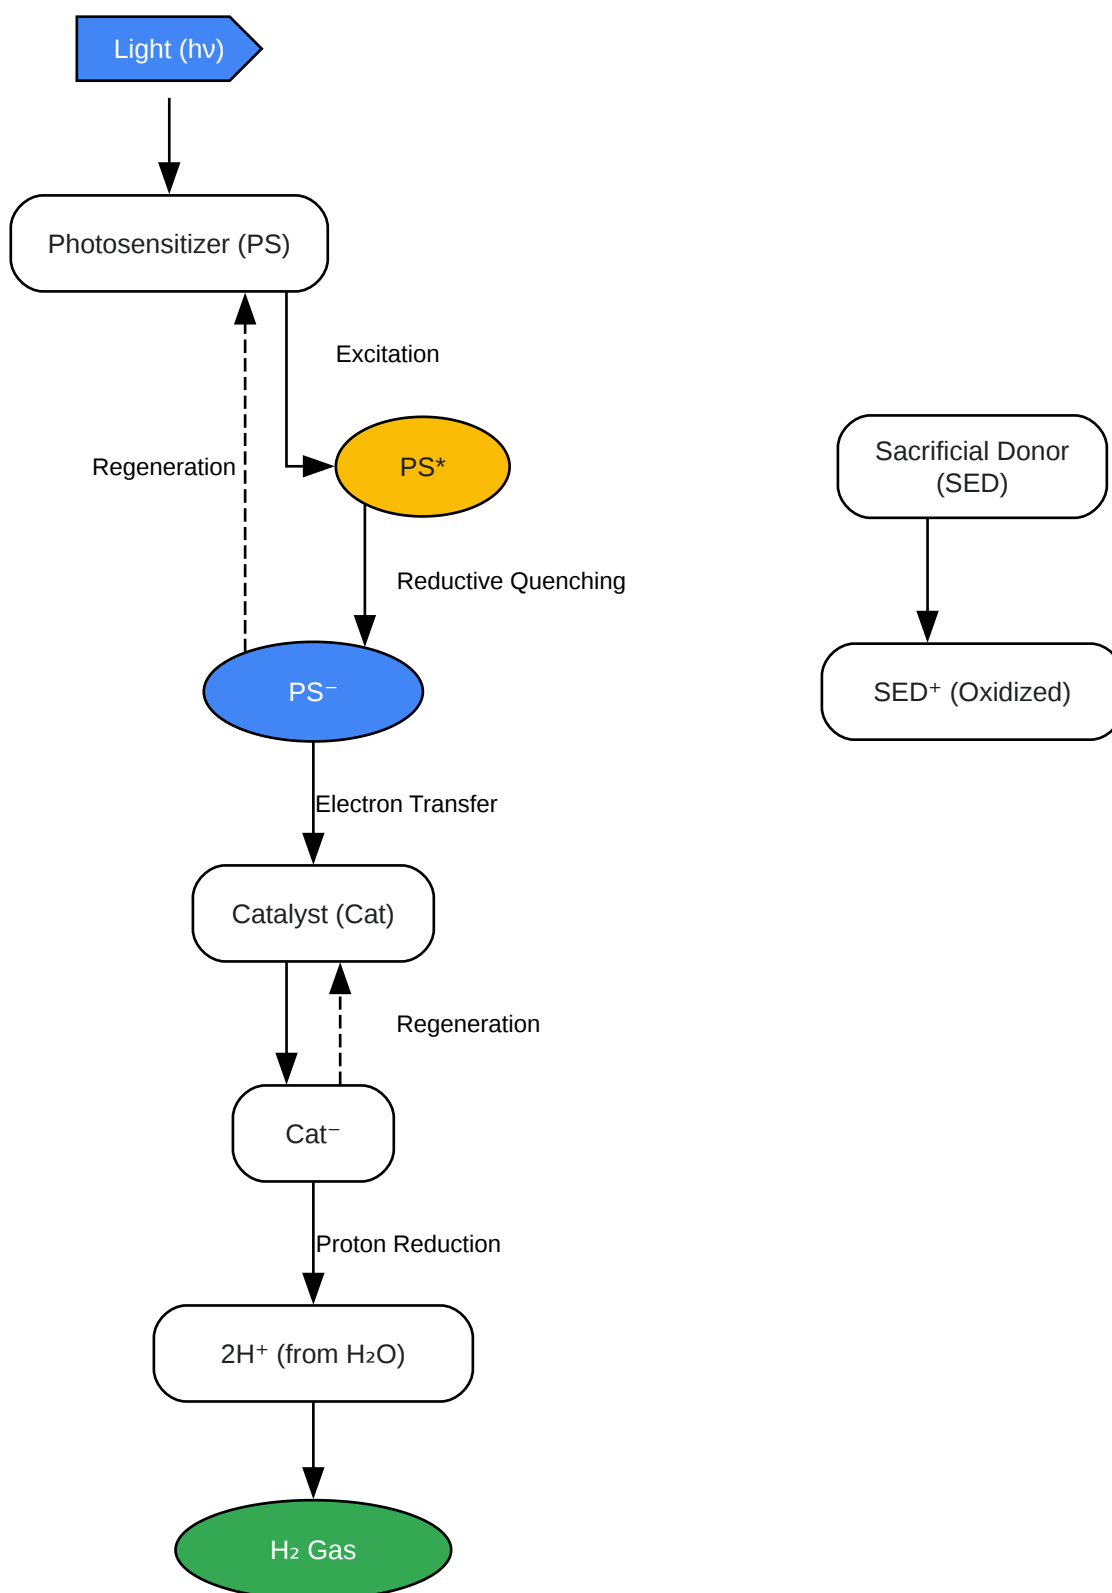 Light (hν)
Photosensitizer (PS)
Excitation
Regeneration
PS*
Sacrificial Donor
(SED)
Reductive Quenching
PS⁻
SED⁺ (Oxidized)
Electron Transfer
Catalyst (Cat)
Regeneration
Cat⁻
Proton Reduction
2H⁺ (from H₂O)
H₂ Gas